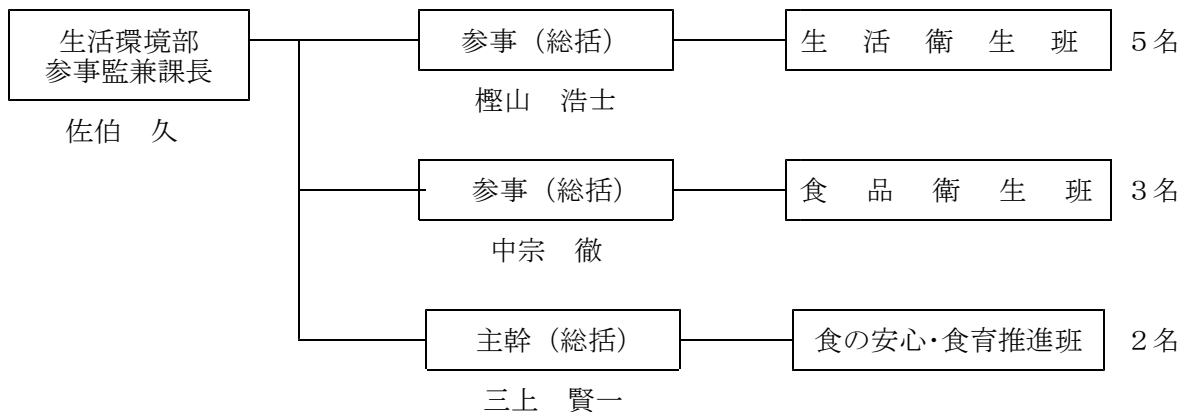 生活環境部
参事監兼課長
佐伯　久
参事（総括）
樫山　浩士
生活衛生班
５名
参事（総括）
中宗　徹
食品衛生班
３名
主幹（総括）
三上　賢一
食の安心・食育推進班
２名